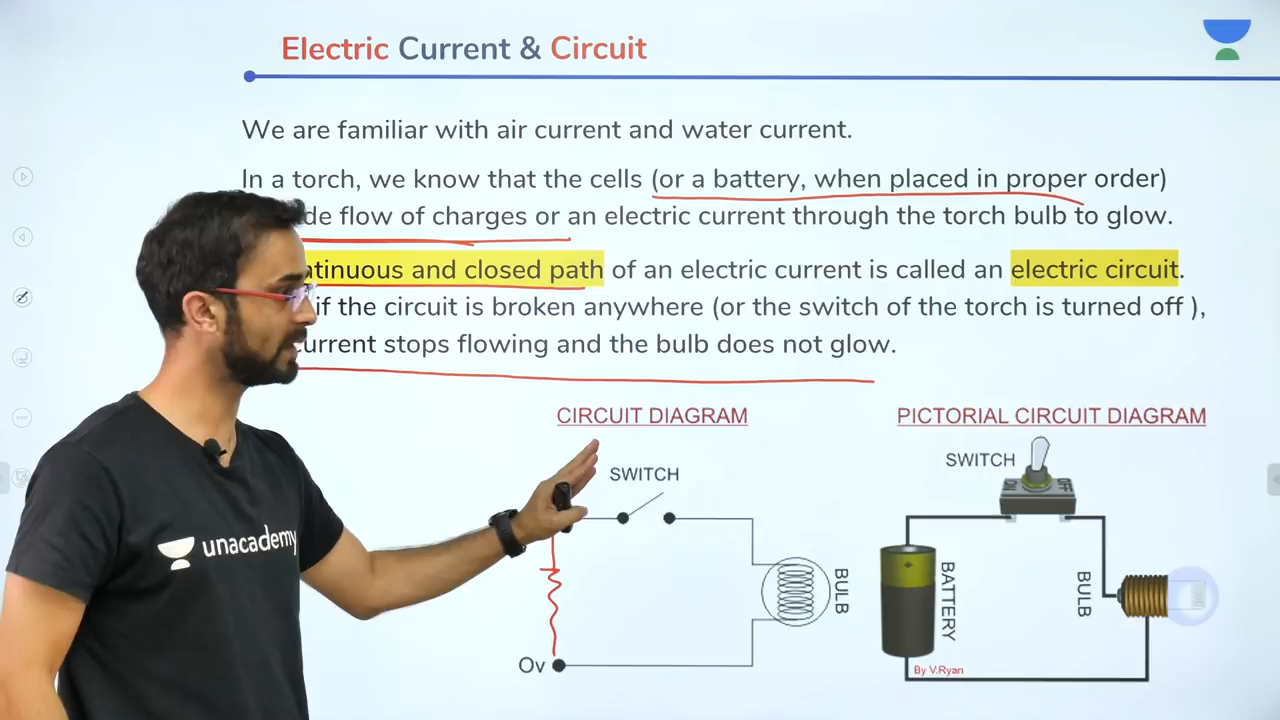 Electric Current & Circuit
We are familiar with air current and water current.
In a torch, we know that the cells (or a battery, when placed in proper order)
de flow of charges or an electric current through the torch bulb to glow.
ntinuous and closed path of an electric current is called an electric circuit.
if the circuit is broken anywhere (or the switch of the torch is turned off ),
current stops flowing and the bulb does not glow.
CIRCUIT DIAGRAM
SWITCH
BULB
Ov
PICTORIAL CIRCUIT DIAGRAM
SWITCH
ON
OFF
BATTERY
BULB
By V.Ryan
unacademy